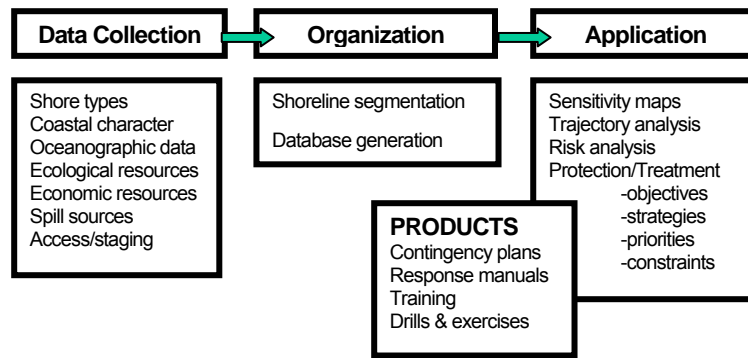 Data Collection
Organization
Application
Shore types
Coastal character
Oceanographic data
Ecological resources
Economic resources
Spill sources
Access/staging
Shoreline segmentation
Database generation
Sensitivity maps
Trajectory analysis
Risk analysis
Protection/Treatment
-objectives
-strategies
-priorities
-constraints
PRODUCTS
Contingency plans
Response manuals
Training
Drills & exercises